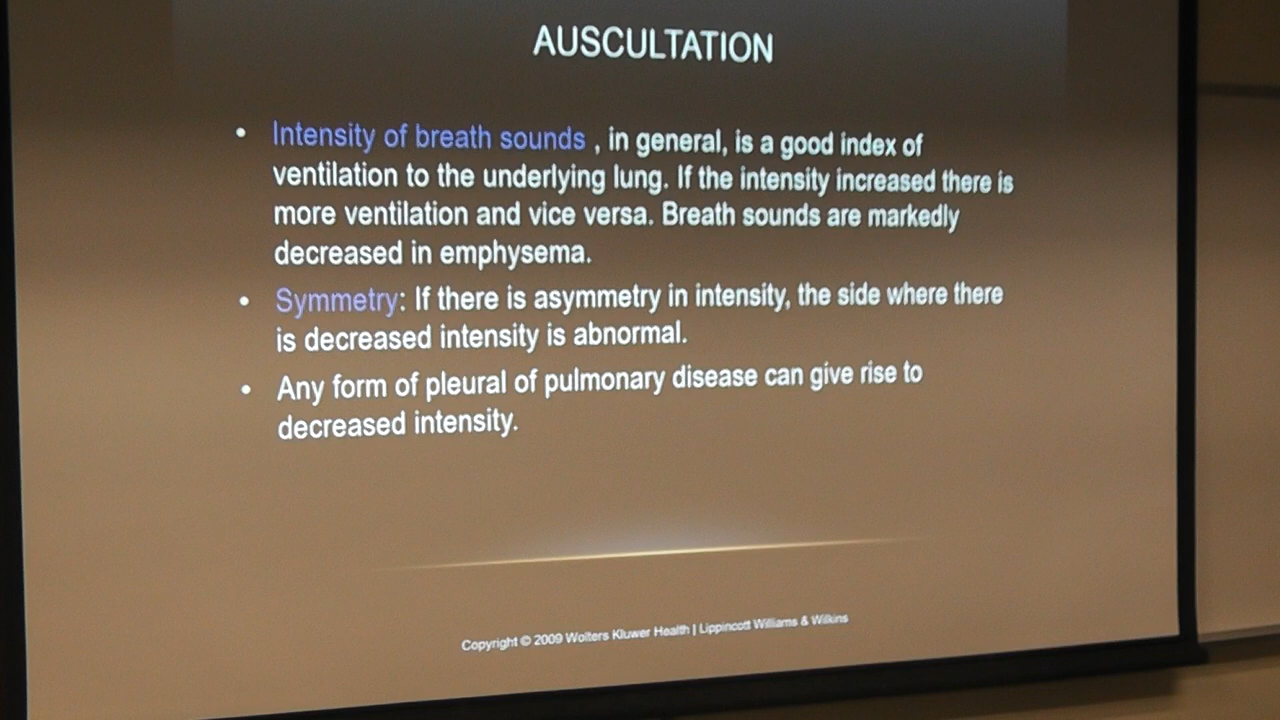 AUSCULTATION
• Intensity of breath sounds , in general, is a good index of
ventilation to the underlying lung. If the intensity increased there is
more ventilation and vice versa. Breath sounds are markedly
decreased in emphysema.
• Symmetry: If there is asymmetry in intensity, the side where there
is decreased intensity is abnormal.
• Any form of pleural of pulmonary disease can give rise to
decreased intensity.
Copyright © 2009 Wolters Kluwer Health | Lippincott Williams & Wilkins